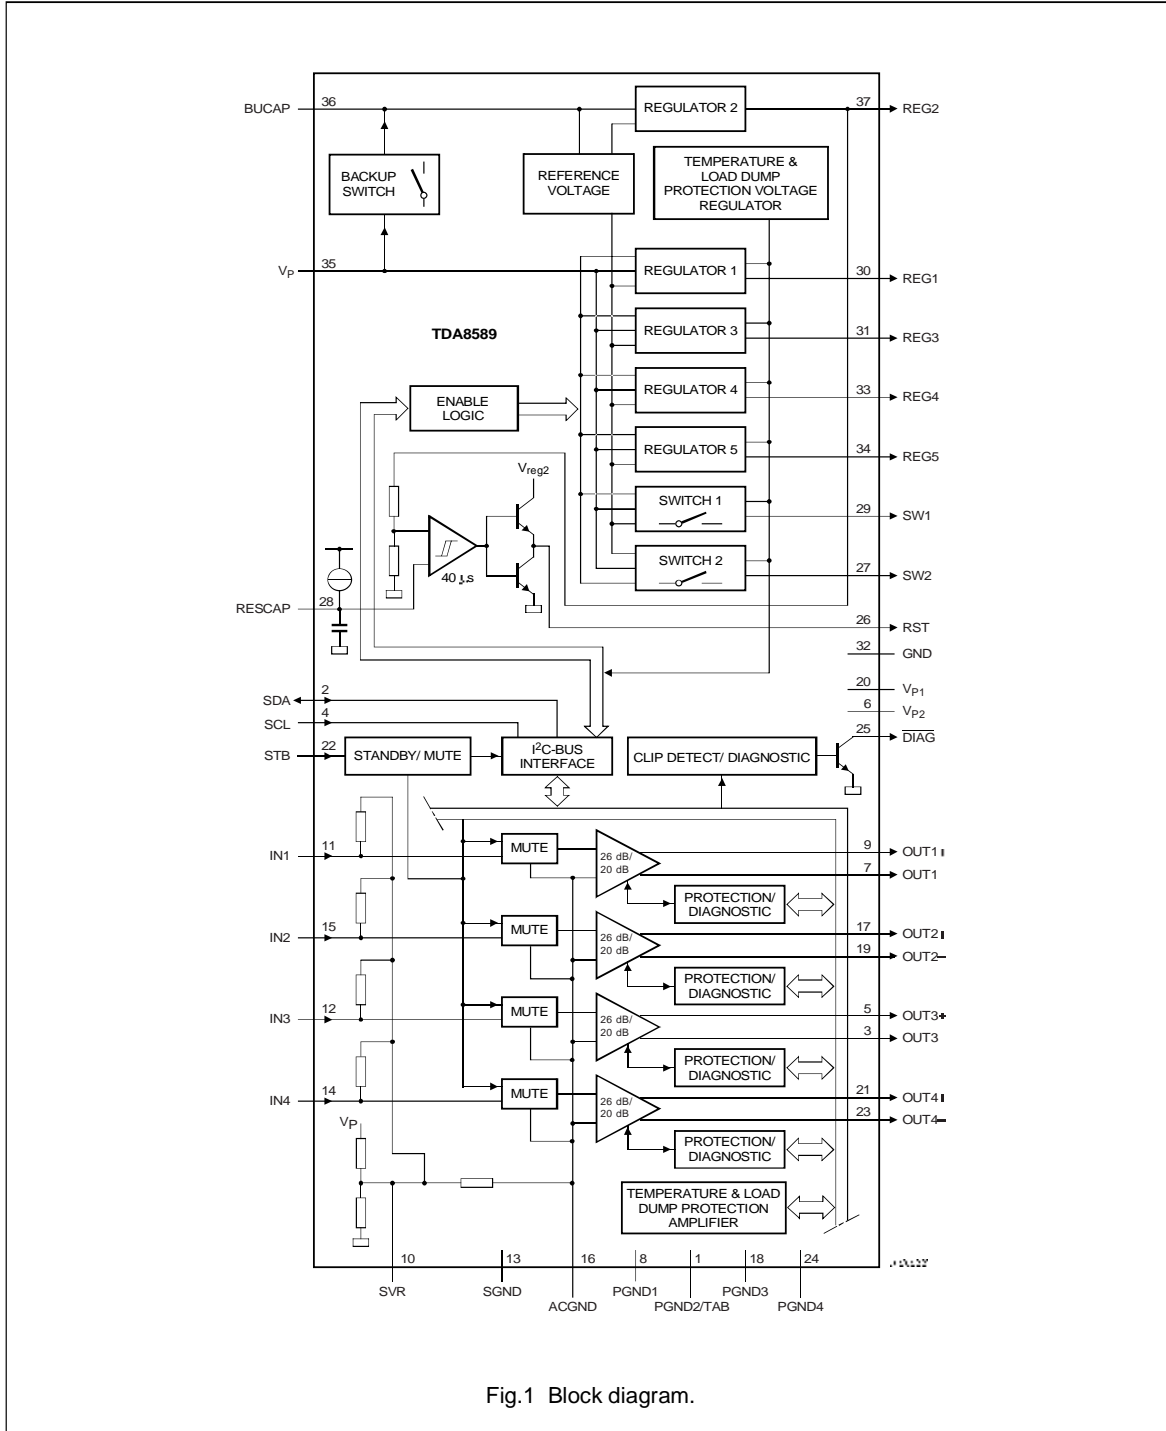 BUCAP 36 REGULATOR 2 37 REG2
BACKUP
SWITCH
REFERENCE
VOLTAGE
TEMPERATURE &
LOAD DUMP
PROTECTION VOLTAGE
REGULATOR
VP 35 REGULATOR 1 30 REG1
TDA8589
REGULATOR 3 31 REG3
ENABLE
LOGIC
REGULATOR 4 33 REG4
REGULATOR 5 34 REG5
Vreg2
SWITCH 1 29 SW1
SWITCH 2 27 SW2
40 µs
RESCAP 28
26 RST
32 GND
20 VP1
6 VP2
25 DIAG
SDA 2
SCL 4
STB 22 STANDBY/ MUTE
I2C-BUS
INTERFACE
CLIP DETECT/ DIAGNOSTIC
IN1 11 MUTE
26 dB/
20 dB
9 OUT1
7 OUT1
PROTECTION/
DIAGNOSTIC
IN2 15 MUTE
26 dB/
20 dB
17 OUT2
19 OUT2−
PROTECTION/
DIAGNOSTIC
IN3 12 MUTE
26 dB/
20 dB
5 OUT3+
3 OUT3
PROTECTION/
DIAGNOSTIC
IN4 14 MUTE
26 dB/
20 dB
21 OUT4
23 OUT4−
PROTECTION/
DIAGNOSTIC
VP
TEMPERATURE & LOAD
DUMP PROTECTION
AMPLIFIER
10 13 16 8 1 18 24
SVR SGND ACGND PGND1 PGND2/TAB PGND3 PGND4
Fig.1 Block diagram.